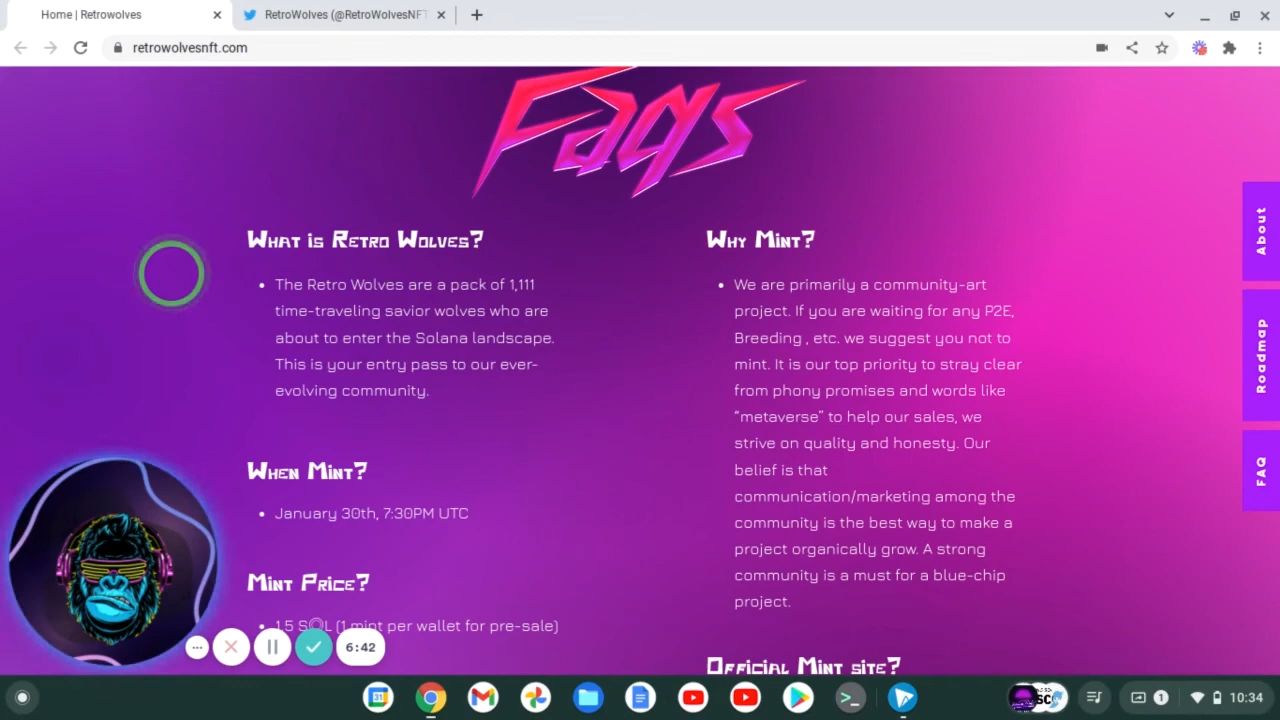 Home | Retrowolves
RetroWolves (@RetroWolvesNFT
retrowolvesnft.com
Faqs
What is Retro Wolves?
• The Retro Wolves are a pack of 1,111
time-traveling savior wolves who are
about to enter the Solana landscape.
This is your entry pass to our ever-
evolving community.
When Mint?
• January 30th, 7:30PM UTC
Mint Price?
• 1.5 SOL (1 mint per wallet for pre-sale)
Why Mint?
• We are primarily a community-art
project. If you are waiting for any P2E,
Breeding , etc. we suggest you not to
mint. It is our top priority to stray clear
from phony promises and words like
“metaverse” to help our sales, we
strive on quality and honesty. Our
belief is that
communication/marketing among the
community is the best way to make a
project organically grow. A strong
community is a must for a blue-chip
project.
Official Mint site?
About
Roadmap
FAQ
6:42
31
1
10:34